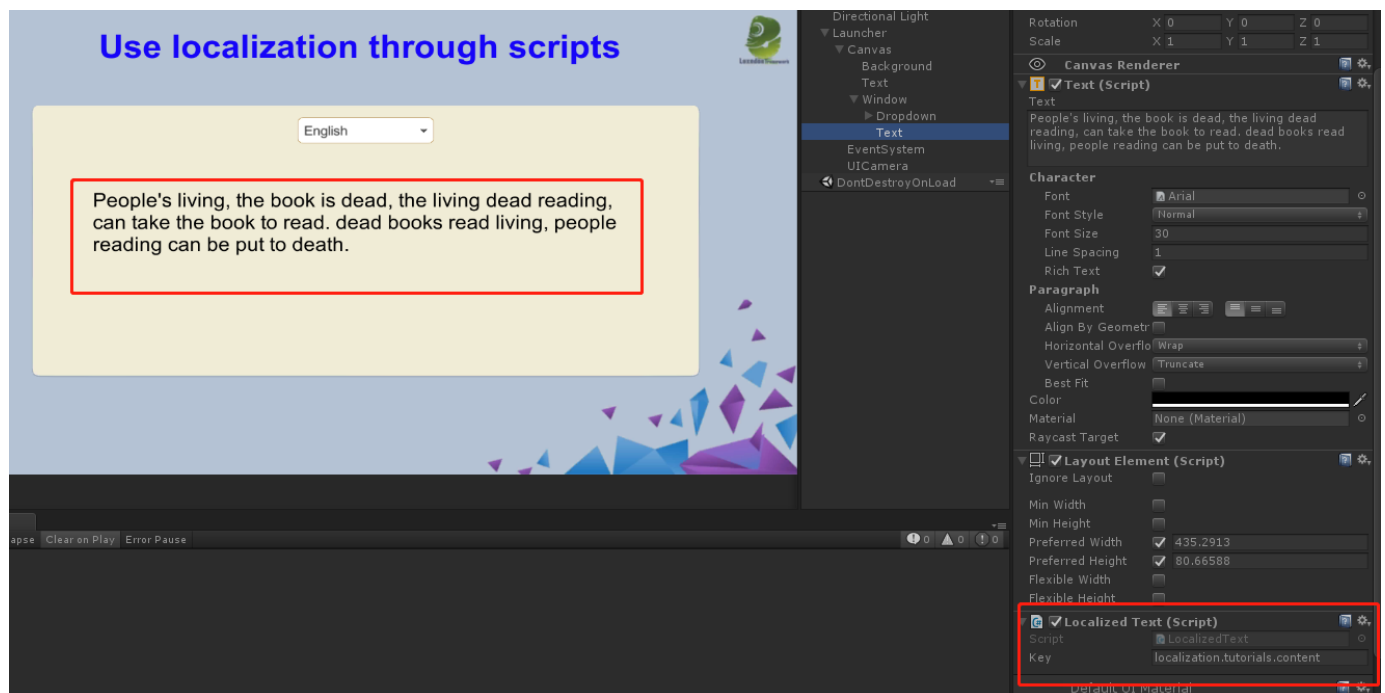 Use localization through scripts
English
People's living, the book is dead, the living dead reading,
can take the book to read. dead books read living, people
reading can be put to death.
apse Clear on Play Error Pause
0 0 0
Directional Light
Launcher
Canvas
Background
Text
Window
Dropdown
Text
EventSystem
UICamera
DontDestroyOnLoad
Rotation X 0 Y 0 Z 0
Scale X 1 Y 1 Z 1
Canvas Renderer
Text (Script)
Text
People's living, the book is dead, the living dead
reading, can take the book to read. dead books read
living, people reading can be put to death.
Character
Font Arial
Font Style Normal
Font Size 30
Line Spacing 1
Rich Text
Paragraph
Alignment
Align By Geometr
Horizontal Overflo Wrap
Vertical Overflow Truncate
Best Fit
Color
Material None (Material)
Raycast Target
Layout Element (Script)
Ignore Layout
Min Width
Min Height
Preferred Width 435.2913
Preferred Height 80.66588
Flexible Width
Flexible Height
Localized Text (Script)
Script LocalizedText
Key localization.tutorials.content
Default UI Material